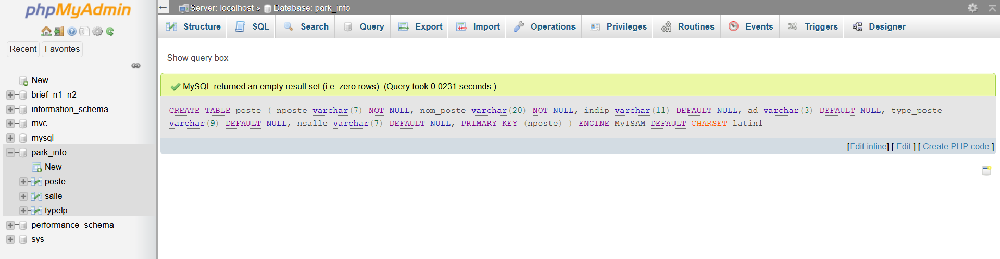 phpMyAdmin
Recent Favorites
New
brief_n1_n2
information_schema
mvc
mysql
park_info
New
poste
salle
typelp
performance_schema
sys
← Server: localhost » Database: park_info
Structure SQL Search Query Export Import Operations Privileges Routines Events Triggers Designer
Show query box
MySQL returned an empty result set (i.e. zero rows). (Query took 0.0231 seconds.)
CREATE TABLE poste ( nposte varchar(7) NOT NULL, nom_poste varchar(20) NOT NULL, indip varchar(11) DEFAULT NULL, ad varchar(3) DEFAULT NULL, type_poste
varchar(9) DEFAULT NULL, nsalle varchar(7) DEFAULT NULL, PRIMARY KEY (nposte) ) ENGINE=MyISAM DEFAULT CHARSET=latin1
[Edit inline] [ Edit ] [ Create PHP code ]